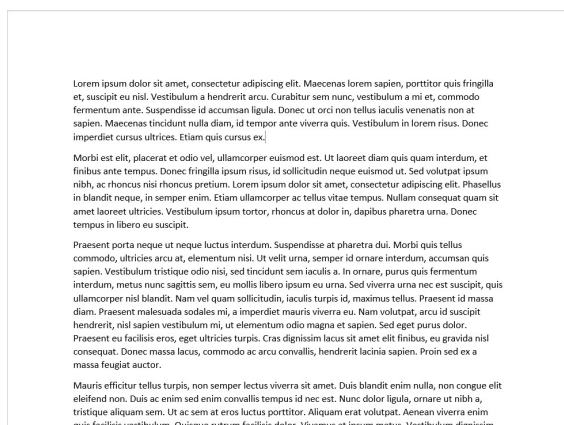 Lorem ipsum dolor sit amet, consectetur adipiscing elit. Maecenas lorem sapien, porttitor quis fringilla
et, suscipit eu nisl. Vestibulum a hendrerit arcu. Curabitur sem nunc, vestibulum a mi et, commodo
fermentum ante. Suspendisse id accumsan ligula. Donec ut orci non tellus iaculis venenatis non at
sapien. Maecenas tincidunt nulla diam, id tempor ante viverra quis. Vestibulum in lorem risus. Donec
imperdiet cursus ultrices. Etiam quis cursus ex.
Morbi est elit, placerat et odio vel, ullamcorper euismod est. Ut laoreet diam quis quam interdum, et
finibus ante tempus. Donec fringilla ipsum risus, id sollicitudin neque euismod ut. Sed volutpat ipsum
nibh, ac rhoncus nisi rhoncus pretium. Lorem ipsum dolor sit amet, consectetur adipiscing elit. Phasellus
in blandit neque, in semper enim. Etiam ullamcorper ac tellus vitae tempus. Nullam consequat quam sit
amet laoreet ultricies. Vestibulum ipsum tortor, rhoncus at dolor in, dapibus pharetra urna. Donec
tempus in libero eu suscipit.
Praesent porta neque ut neque luctus interdum. Suspendisse at pharetra dui. Morbi quis tellus
commodo, ultricies arcu at, elementum nisi. Ut velit urna, semper id ornare interdum, accumsan quis
sapien. Vestibulum tristique odio nisi, sed tincidunt sem iaculis a. In ornare, purus quis fermentum
interdum, metus nunc sagittis sem, eu mollis libero ipsum eu urna. Sed viverra urna nec est suscipit, quis
ullamcorper nisl blandit. Nam vel quam sollicitudin, iaculis turpis id, maximus tellus. Praesent id massa
diam. Praesent malesuada sodales mi, a imperdiet mauris viverra eu. Nam volutpat, arcu id suscipit
hendrerit, nisl sapien vestibulum mi, ut elementum odio magna et sapien. Sed eget purus dolor.
Praesent eu facilisis eros, eget ultricies turpis. Cras dignissim lacus sit amet elit finibus, eu gravida nisl
consequat. Donec massa lacus, commodo ac arcu convallis, hendrerit lacinia sapien. Proin sed ex a
massa feugiat auctor.
Mauris efficitur tellus turpis, non semper lectus viverra sit amet. Duis blandit enim nulla, non congue elit
eleifend non. Duis ac enim sed enim convallis tempus id nec est. Nunc dolor ligula, ornare ut nibh a,
tristique aliquam sem. Ut ac sem at eros luctus porttitor. Aliquam erat volutpat. Aenean viverra enim